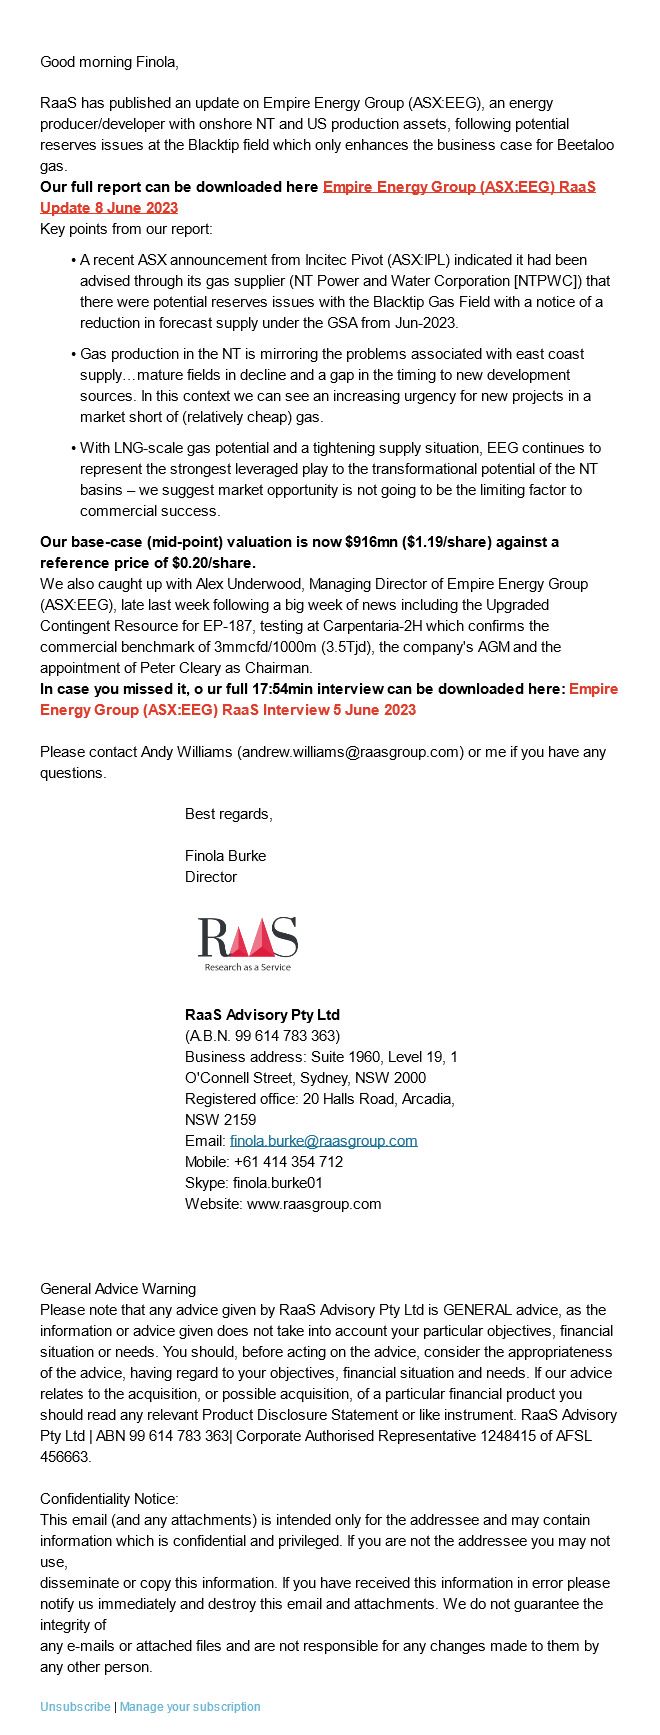 Good morning Finola,
RaaS has published an update on Empire Energy Group (ASX:EEG), an energy
producer/developer with onshore NT and US production assets, following potential
reserves issues at the Blacktip field which only enhances the business case for Beetaloo
gas.
Our full report can be downloaded here Empire Energy Group (ASX:EEG) RaaS
Update 8 June 2023
Key points from our report:
• A recent ASX announcement from Incitec Pivot (ASX:IPL) indicated it had been
advised through its gas supplier (NT Power and Water Corporation [NTPWC]) that
there were potential reserves issues with the Blacktip Gas Field with a notice of a
reduction in forecast supply under the GSA from Jun-2023.
• Gas production in the NT is mirroring the problems associated with east coast
supply…mature fields in decline and a gap in the timing to new development
sources. In this context we can see an increasing urgency for new projects in a
market short of (relatively cheap) gas.
• With LNG-scale gas potential and a tightening supply situation, EEG continues to
represent the strongest leveraged play to the transformational potential of the NT
basins – we suggest market opportunity is not going to be the limiting factor to
commercial success.
Our base-case (mid-point) valuation is now $916mn ($1.19/share) against a
reference price of $0.20/share.
We also caught up with Alex Underwood, Managing Director of Empire Energy Group
(ASX:EEG), late last week following a big week of news including the Upgraded
Contingent Resource for EP-187, testing at Carpentaria-2H which confirms the
commercial benchmark of 3mmcfd/1000m (3.5Tjd), the company's AGM and the
appointment of Peter Cleary as Chairman.
In case you missed it, o ur full 17:54min interview can be downloaded here: Empire
Energy Group (ASX:EEG) RaaS Interview 5 June 2023
Please contact Andy Williams (andrew.williams@raasgroup.com) or me if you have any
questions.
Best regards,
Finola Burke
Director
RaaS
Research as a Service
RaaS Advisory Pty Ltd
(A.B.N. 99 614 783 363)
Business address: Suite 1960, Level 19, 1
O'Connell Street, Sydney, NSW 2000
Registered office: 20 Halls Road, Arcadia,
NSW 2159
Email: finola.burke@raasgroup.com
Mobile: +61 414 354 712
Skype: finola.burke01
Website: www.raasgroup.com
General Advice Warning
Please note that any advice given by RaaS Advisory Pty Ltd is GENERAL advice, as the
information or advice given does not take into account your particular objectives, financial
situation or needs. You should, before acting on the advice, consider the appropriateness
of the advice, having regard to your objectives, financial situation and needs. If our advice
relates to the acquisition, or possible acquisition, of a particular financial product you
should read any relevant Product Disclosure Statement or like instrument. RaaS Advisory
Pty Ltd | ABN 99 614 783 363| Corporate Authorised Representative 1248415 of AFSL
456663.
Confidentiality Notice:
This email (and any attachments) is intended only for the addressee and may contain
information which is confidential and privileged. If you are not the addressee you may not
use,
disseminate or copy this information. If you have received this information in error please
notify us immediately and destroy this email and attachments. We do not guarantee the
integrity of
any e-mails or attached files and are not responsible for any changes made to them by
any other person.
Unsubscribe | Manage your subscription